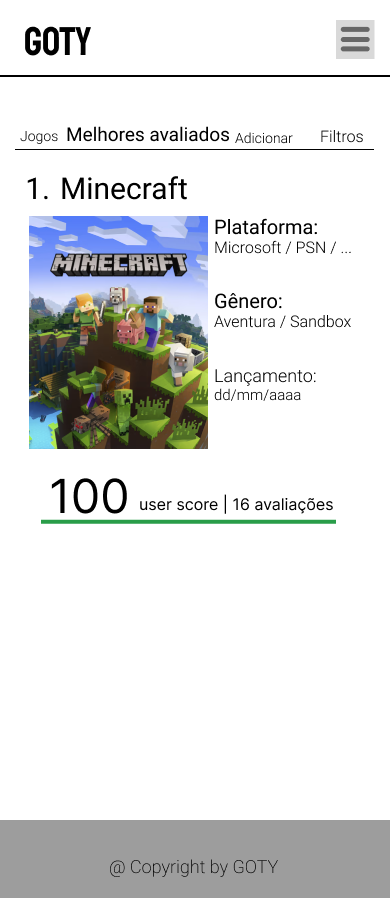 GOTY
Jogos Melhores avaliados Adicionar Filtros
1. Minecraft
MINECRAFT
Plataforma:
Microsoft / PSN / ...
Gênero:
Aventura / Sandbox
Lançamento:
dd/mm/aaaa
100 user score | 16 avaliações
@ Copyright by GOTY